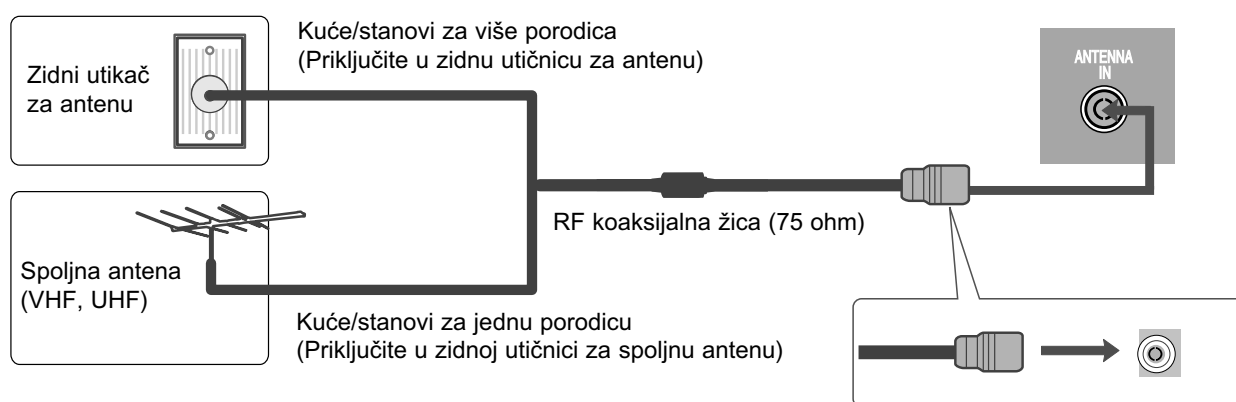 Kuće/stanovi za više porodica
(Priključite u zidnu utičnicu za antenu)
Zidni utikač
za antenu
ANTENNA
IN
RF koaksijalna žica (75 ohm)
Spoljna antena
(VHF, UHF)
Kuće/stanovi za jednu porodicu
(Priključite u zidnoj utičnici za spoljnu antenu)